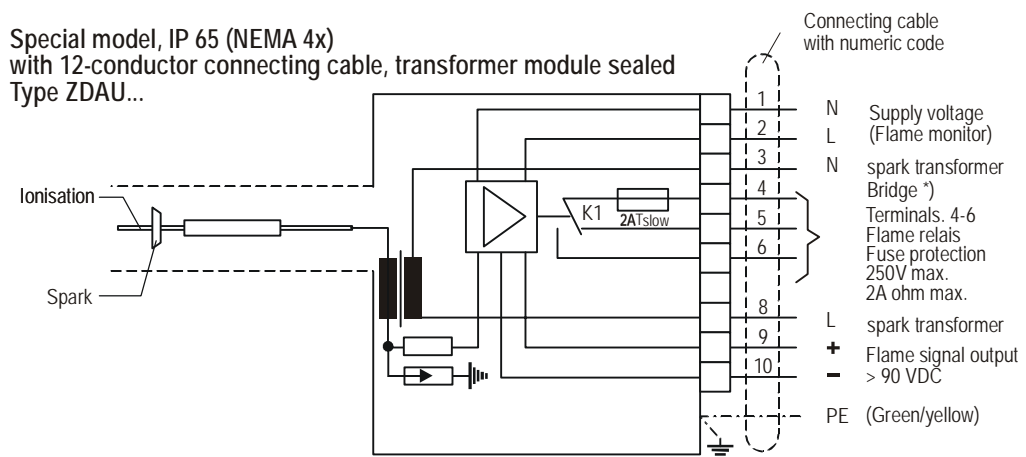 Special model, IP 65 (NEMA 4x)
with 12-conductor connecting cable, transformer module sealed
Type ZDAU...
Connecting cable
with numeric code
Ionisation
Spark
K1
2ATslow
1
2
3
4
5
6
8
9
10
N
L
N
L
+
–
PE (Green/yellow)
Supply voltage
(Flame monitor)
spark transformer
Bridge *)
Terminals. 4-6
Flame relais
Fuse protection
250V max.
2A ohm max.
spark transformer
Flame signal output
> 90 VDC